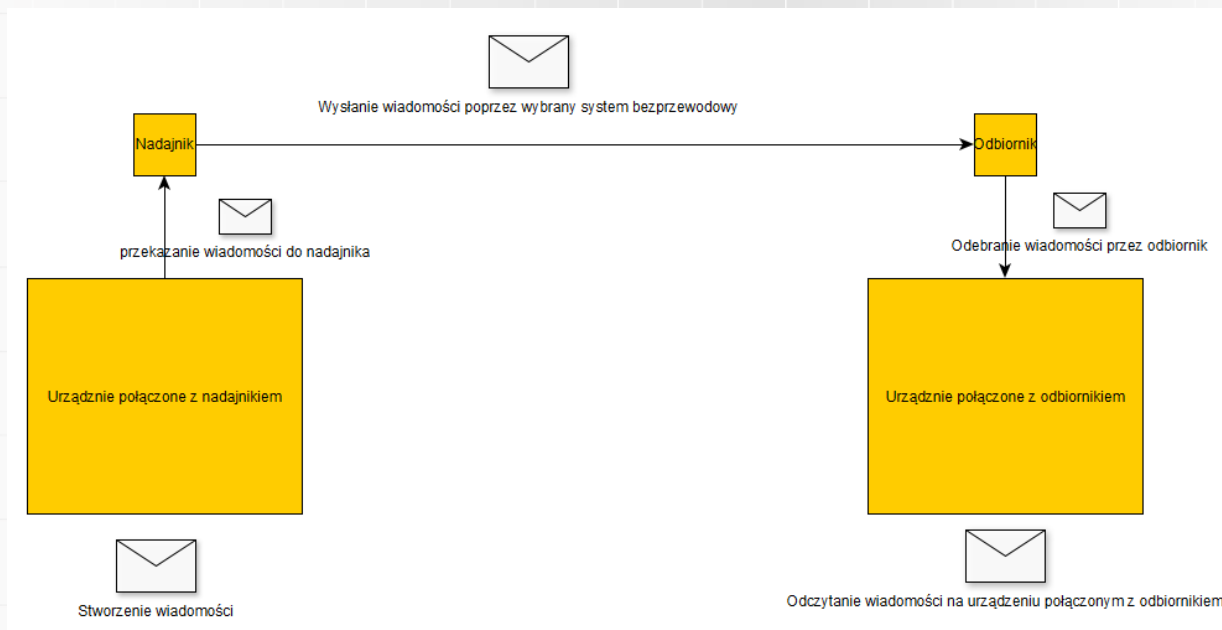 Wysłanie wiadomości poprzez wybrany system bezprzewodowy
Nadajnik
Odbiornik
przekazanie wiadomości do nadajnika
Odebranie wiadomości przez odbiornik
Urządznie połączone z nadajnikiem
Urządznie połączone z odbiornikiem
Stworzenie wiadomości
Odczytanie wiadomości na urządzeniu połączonym z odbiornikiem